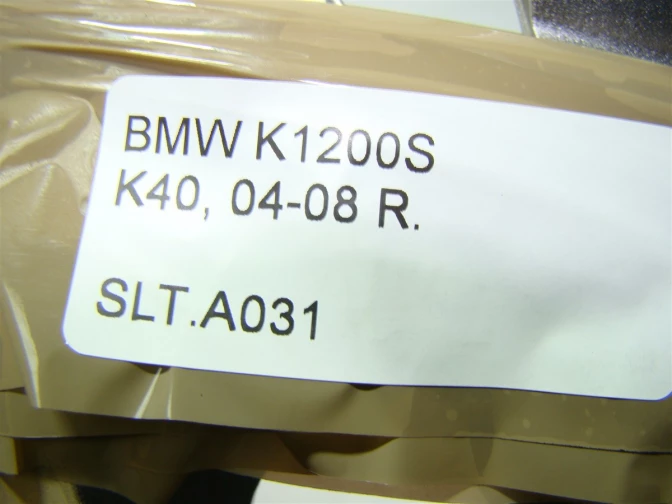 BMW K1200S
K40, 04-08 R.
SLT.A031